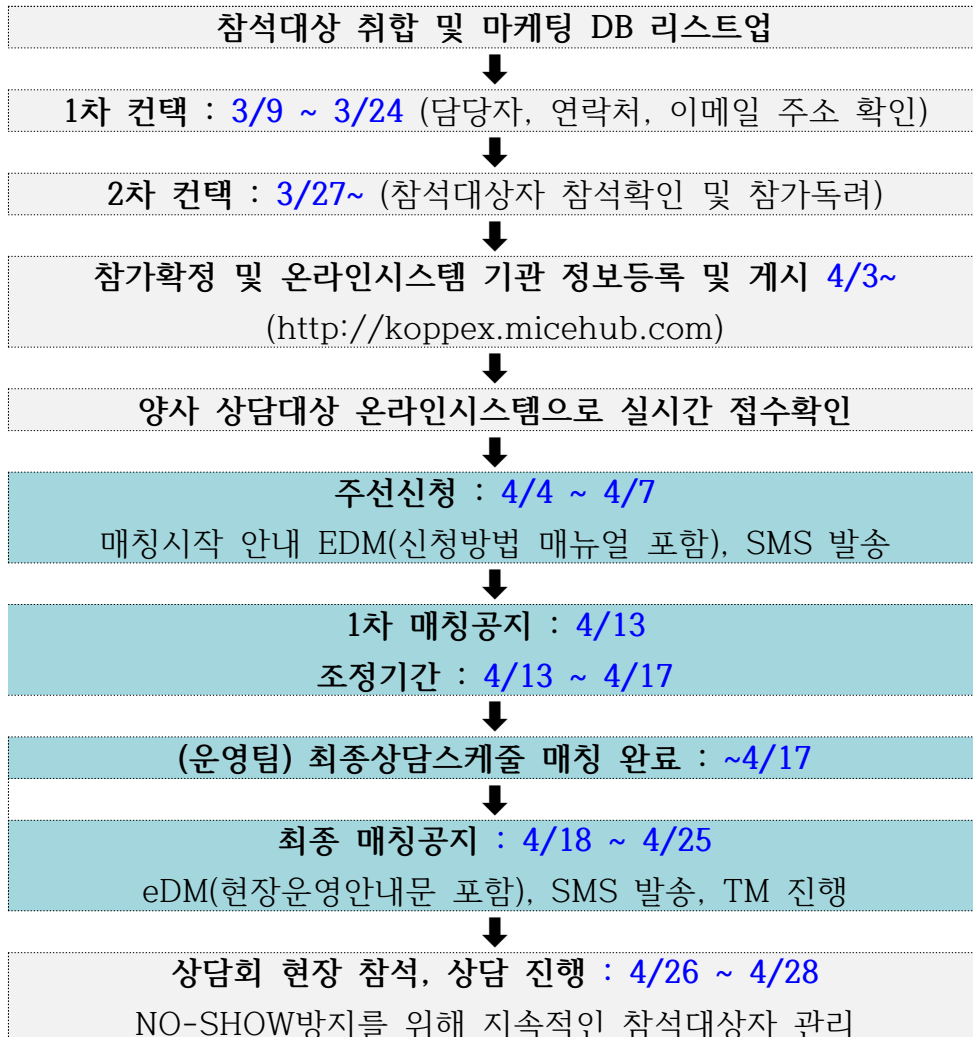 참석대상 취합 및 마케팅 DB 리스트업
1차 컨택 : 3/9 ~ 3/24 (담당자, 연락처, 이메일 주소 확인)
2차 컨택 : 3/27~ (참석대상자 참석확인 및 참가독려)
참가확정 및 온라인시스템 기관 정보등록 및 게시 4/3~
(http://koppex.micehub.com)
양사 상담대상 온라인시스템으로 실시간 접수확인
주선신청 : 4/4 ~ 4/7
매칭시작 안내 EDM(신청방법 매뉴얼 포함), SMS 발송
1차 매칭공지 : 4/13
조정기간 : 4/13 ~ 4/17
(운영팀) 최종상담스케줄 매칭 완료 : ~4/17
최종 매칭공지 : 4/18 ~ 4/25
eDM(현장운영안내문 포함), SMS 발송, TM 진행
상담회 현장 참석, 상담 진행 : 4/26 ~ 4/28
NO-SHOW방지를 위해 지속적인 참석대상자 관리